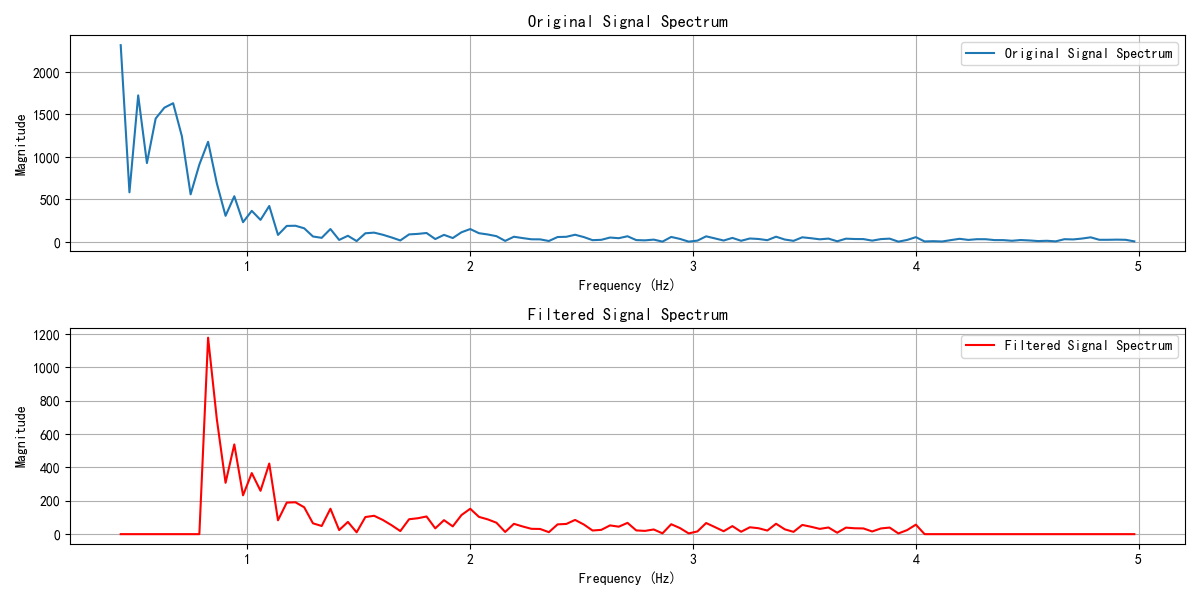 Original Signal Spectrum
Original Signal Spectrum
Magnitude
2000
1500
1000
500
0
1 2 3 4 5
Frequency (Hz)
Filtered Signal Spectrum
Filtered Signal Spectrum
Magnitude
1200
1000
800
600
400
200
0
1 2 3 4 5
Frequency (Hz)